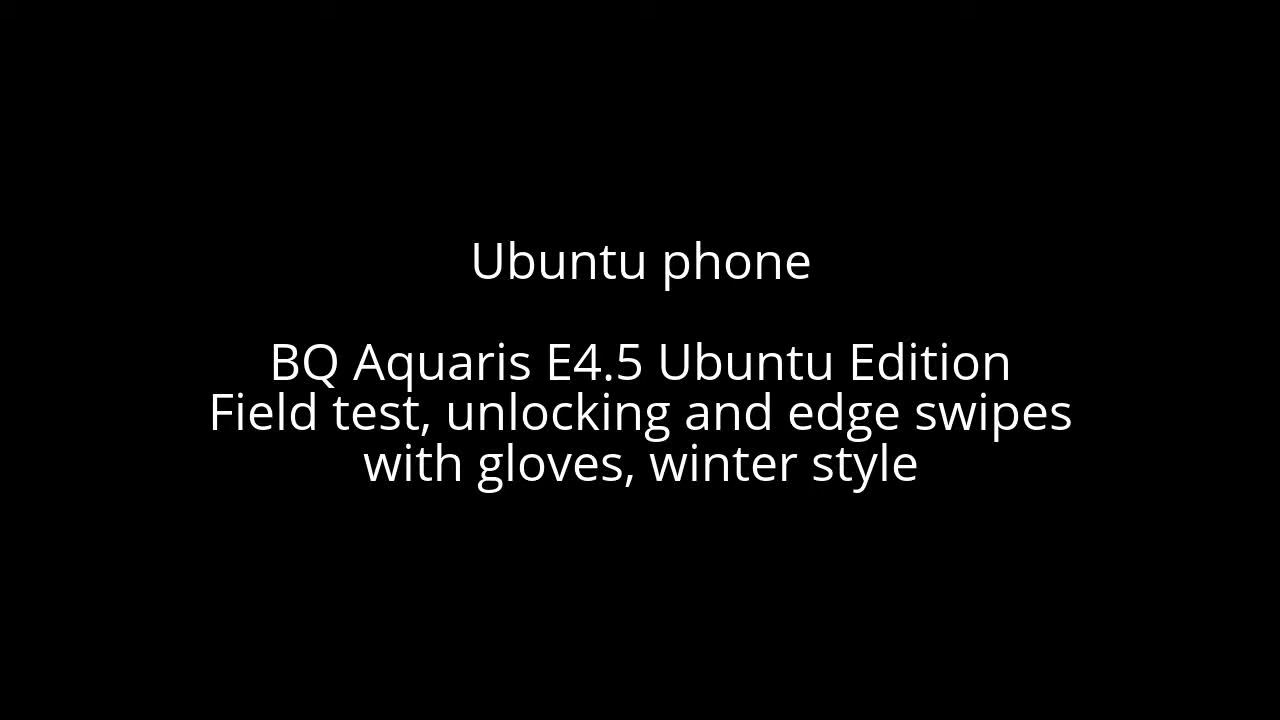 Ubuntu phone
BQ Aquaris E4.5 Ubuntu Edition
Field test, unlocking and edge swipes
with gloves, winter style